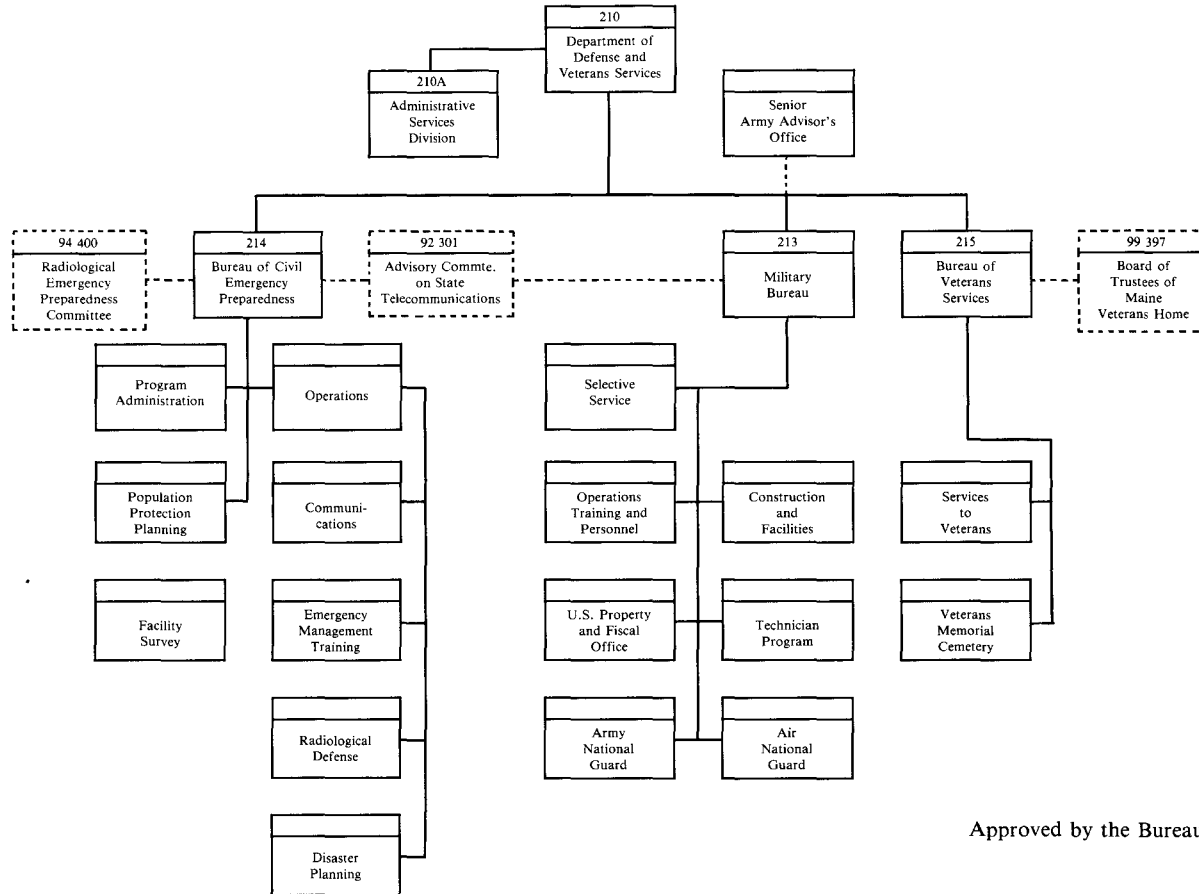 210
Department of
Defense and
Veterans Services
210A
Administrative
Services
Division
Senior
Army Advisor's
Office
94 400
Radiological
Emergency
Preparedness
Committee
214
Bureau of Civil
Emergency
Preparedness
92 301
Advisory Commte.
on State
Telecommunications
213
Military
Bureau
215
Bureau of
Veterans
Services
99 397
Board of
Trustees of
Maine
Veterans Home
Program
Administration
Operations
Selective
Service
Population
Protection
Planning
Communi-
cations
Operations
Training and
Personnel
Construction
and
Facilities
Services
to
Veterans
Facility
Survey
Emergency
Management
Training
U.S. Property
and Fiscal
Office
Technician
Program
Veterans
Memorial
Cemetery
Radiological
Defense
Army
National
Guard
Air
National
Guard
Disaster
Planning
Approved by the Bureau